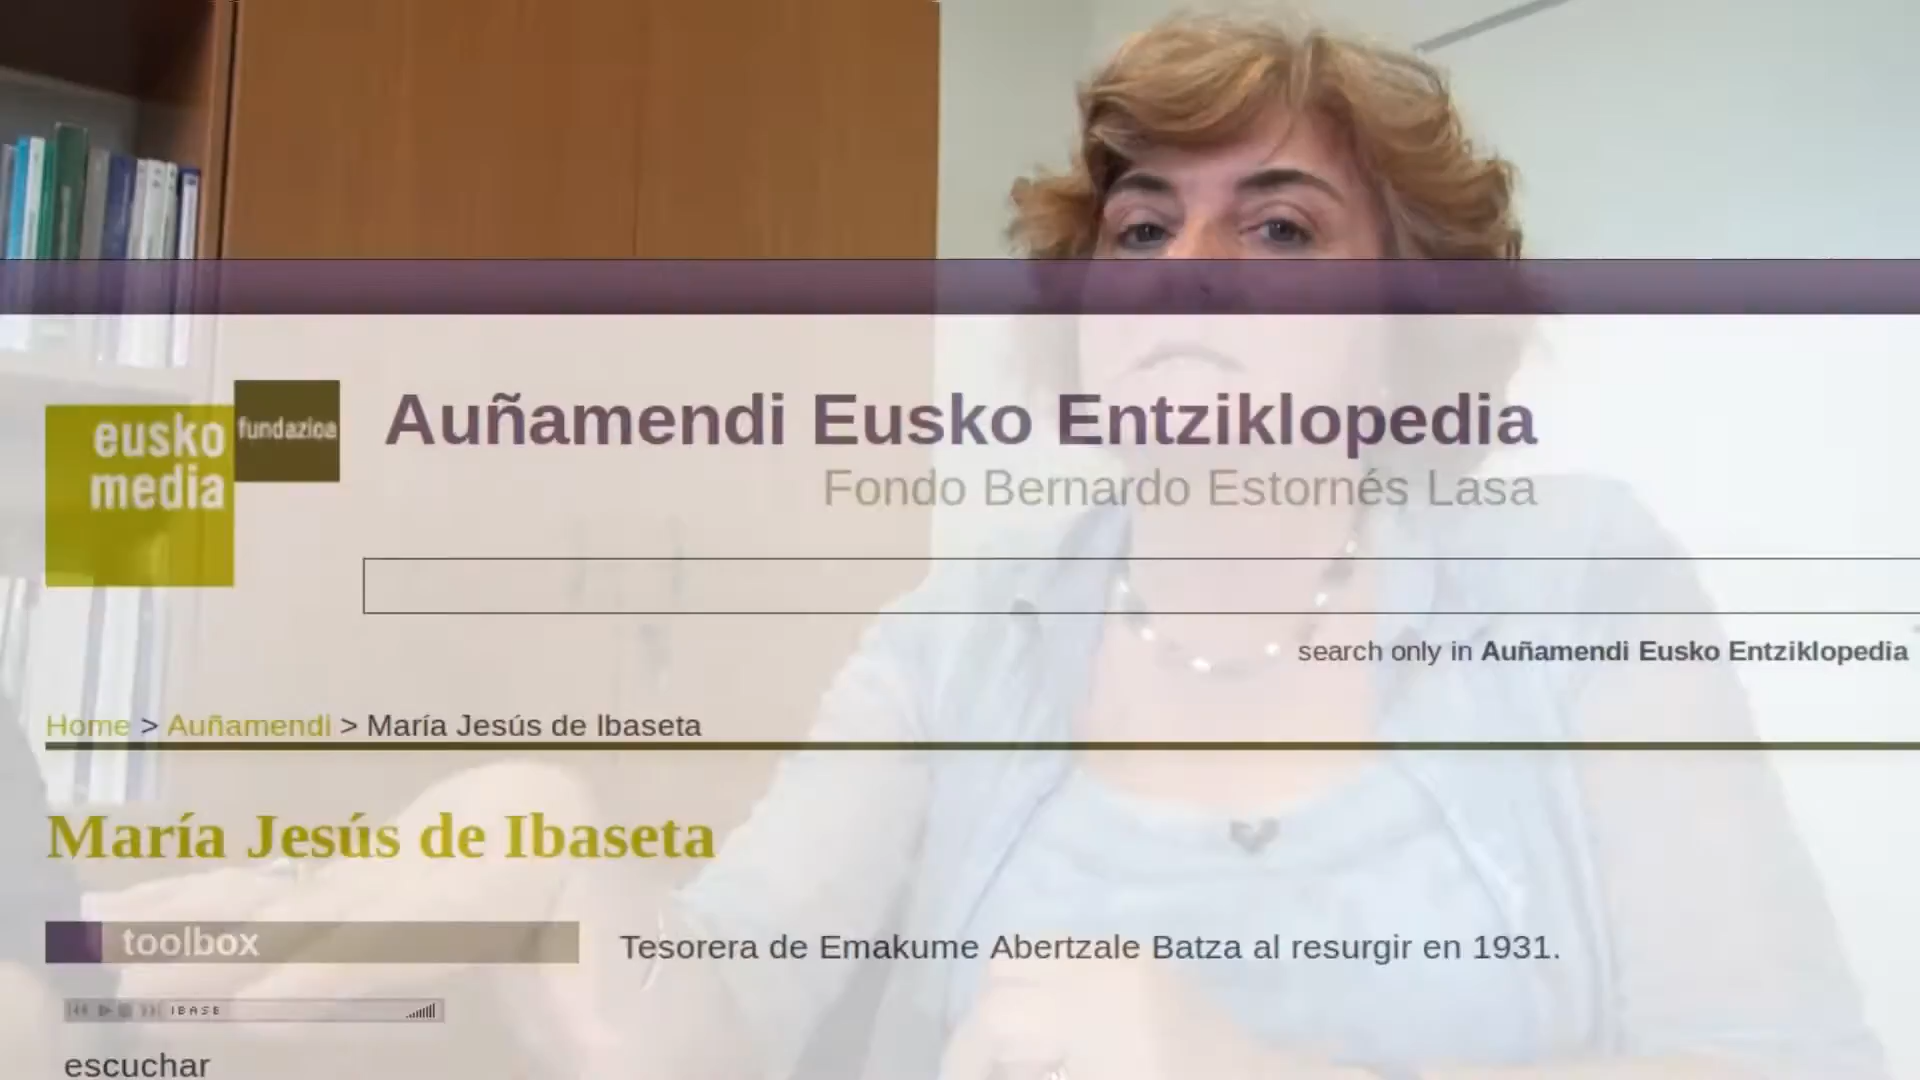 eusko
media
fundazioa
Auñamendi Eusko Entziklopedia
Fondo Bernardo Estornés Lasa
search only in Auñamendi Eusko Entziklopedia
Home > Auñamendi > María Jesús de Ibaseta
María Jesús de Ibaseta
toolbox
Tesorera de Emakume Abertzale Batza al resurgir en 1931.
IBASE
escuchar